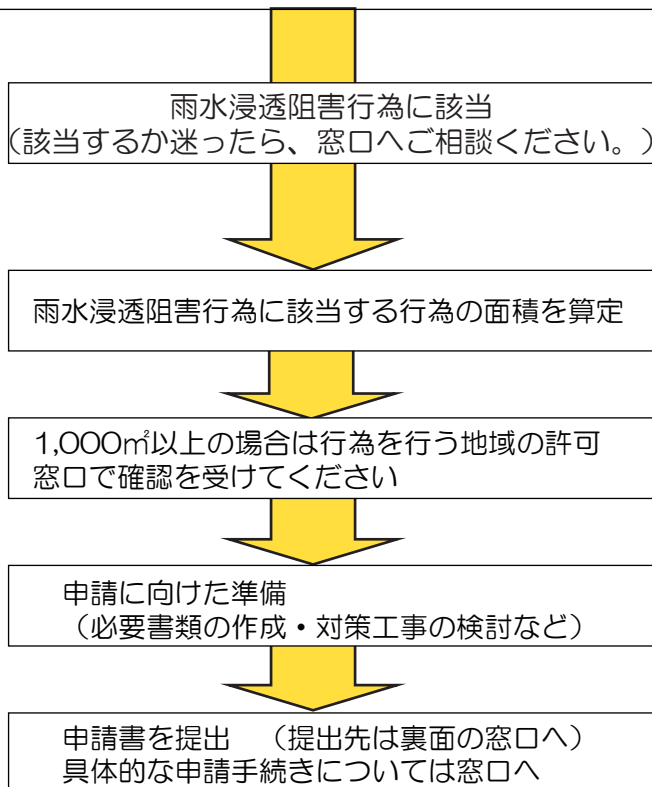 雨水浸透阻害行為に該当
（該当するか迷ったら、窓口へご相談ください。）
雨水浸透阻害行為に該当する行為の面積を算定
1,000㎡以上の場合は行為を行う地域の許可
窓口で確認を受けてください
申請に向けた準備
（必要書類の作成・対策工事の検討など）
申請書を提出　（提出先は裏面の窓口へ）
具体的な申請手続きについては窓口へ